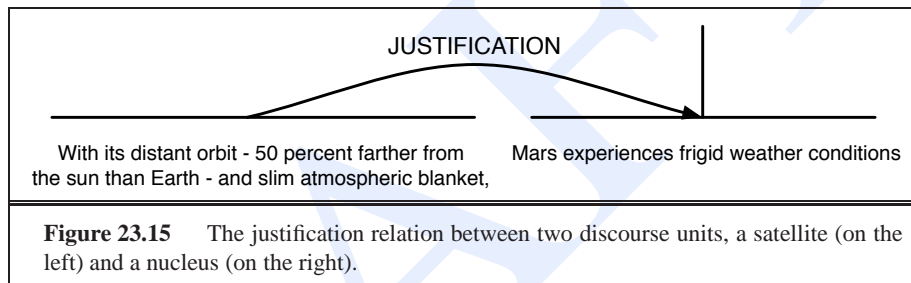 JUSTIFICATION
With its distant orbit - 50 percent farther from
the sun than Earth - and slim atmospheric blanket,
Mars experiences frigid weather conditions
Figure 23.15 The justification relation between two discourse units, a satellite (on the
left) and a nucleus (on the right).